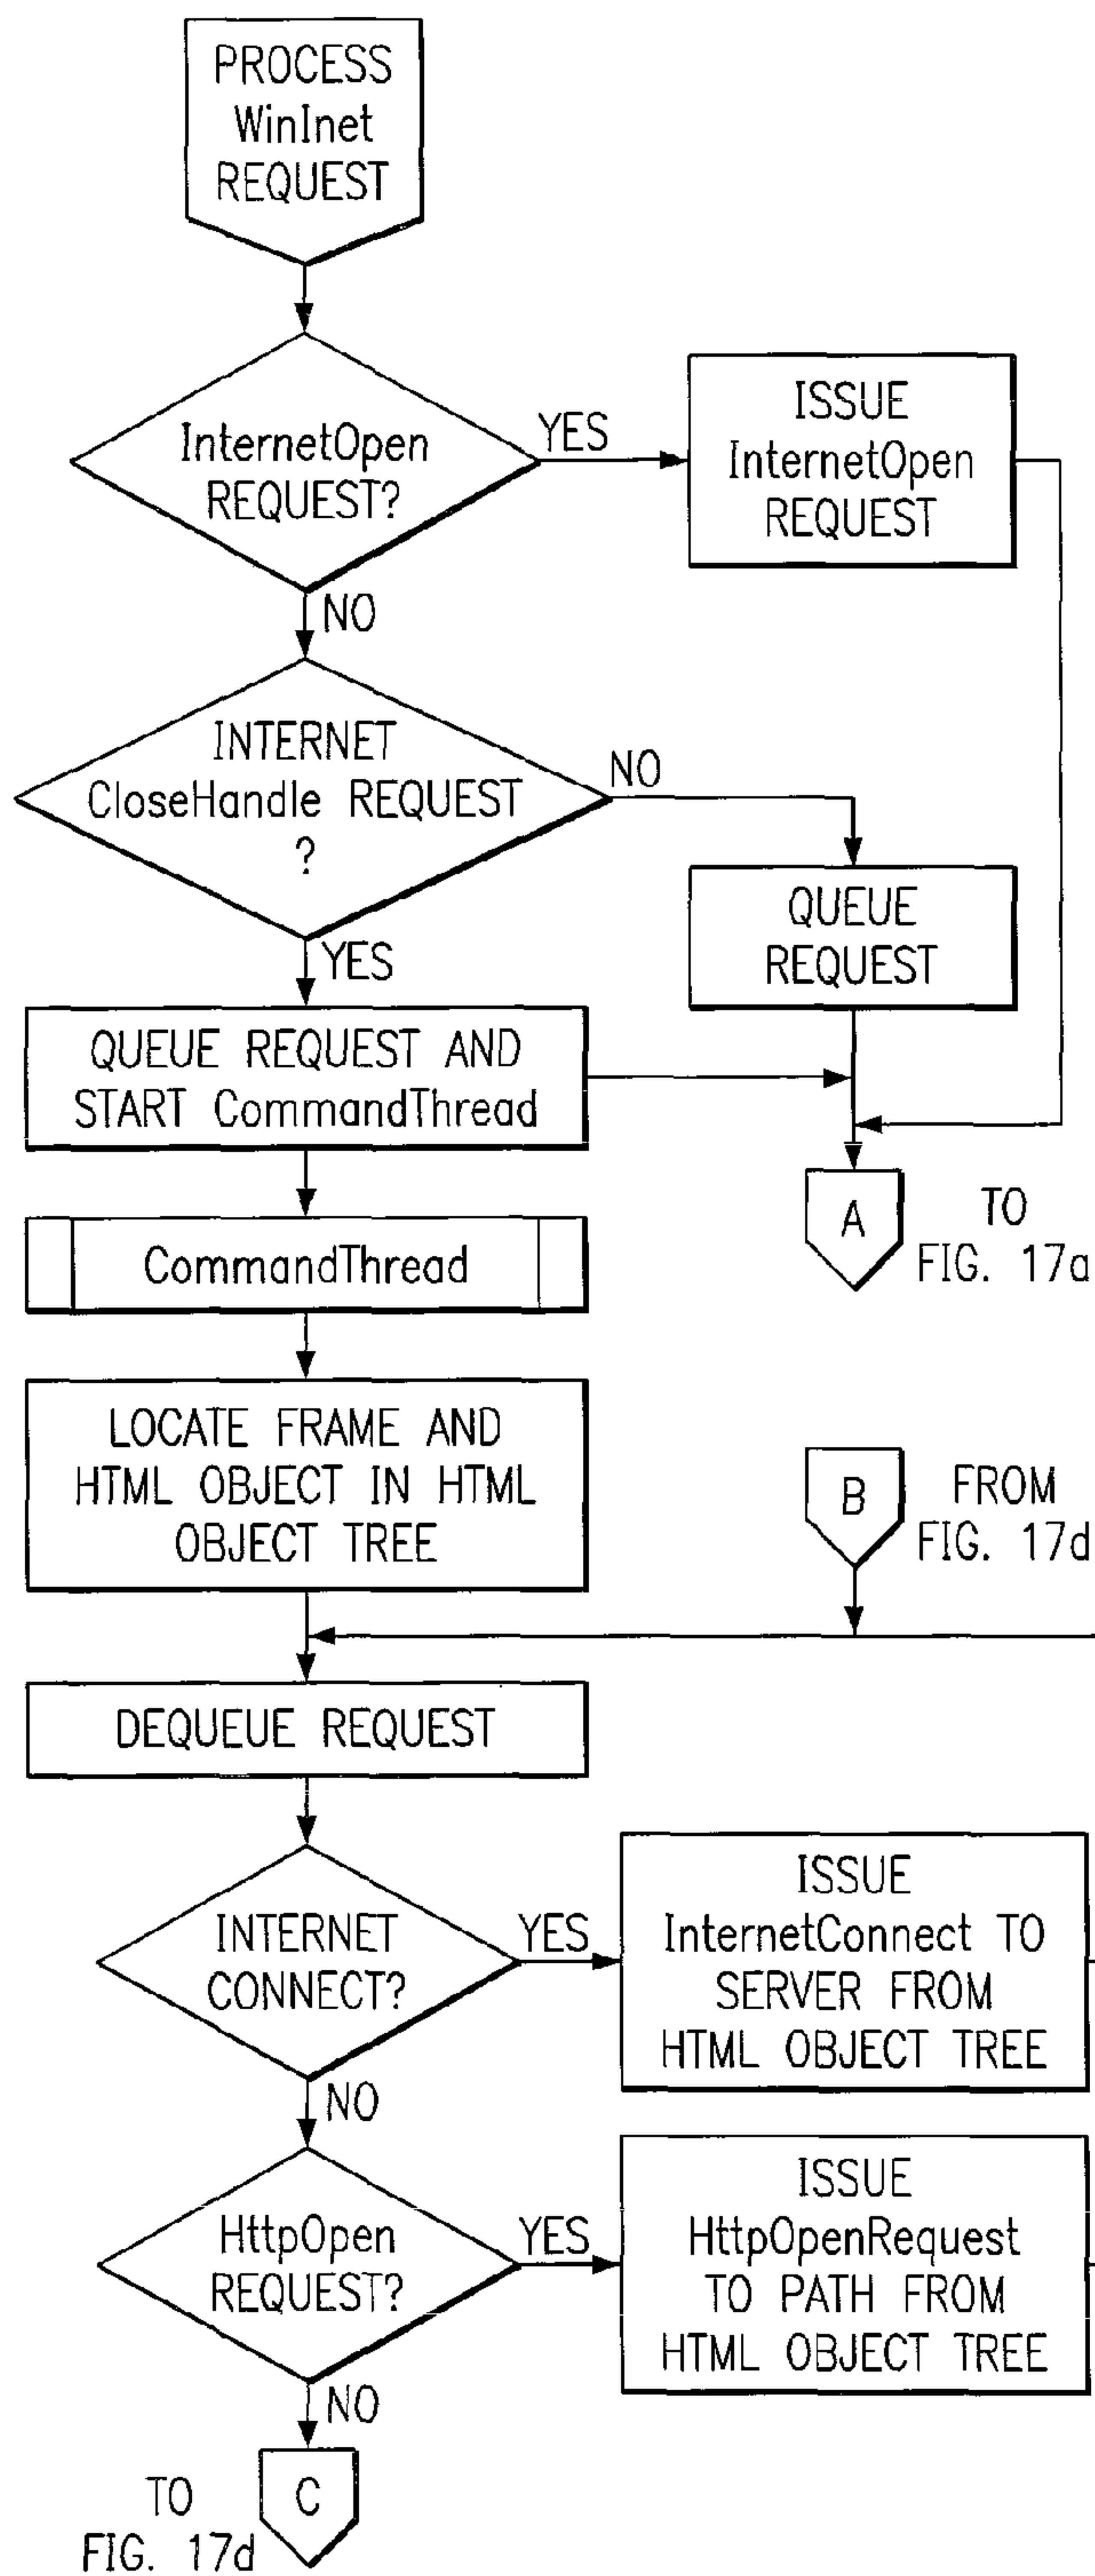 PROCESS
WinInet
REQUEST
InternetOpen
REQUEST?
YES
ISSUE
InternetOpen
REQUEST
NO
INTERNET
CloseHandle REQUEST
?
NO
QUEUE
REQUEST
YES
QUEUE REQUEST AND
START CommandThread
A
TO
FIG. 17a
CommandThread
LOCATE FRAME AND
HTML OBJECT IN HTML
OBJECT TREE
B
FROM
FIG. 17d
DEQUEUE REQUEST
INTERNET
CONNECT?
YES
ISSUE
InternetConnect TO
SERVER FROM
HTML OBJECT TREE
NO
HttpOpen
REQUEST?
YES
ISSUE
HttpOpenRequest
TO PATH FROM
HTML OBJECT TREE
NO
TO
FIG. 17d
C